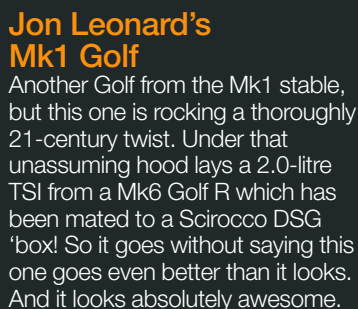 Jon Leonard's
Mk1 Golf
Another Golf from the Mk1 stable,
but this one is rocking a thoroughly
21-century twist. Under that
unassuming hood lays a 2.0-litre
TSI from a Mk6 Golf R which has
been mated to a Scirocco DSG
‘box! So it goes without saying this
one goes even better than it looks.
And it looks absolutely awesome.